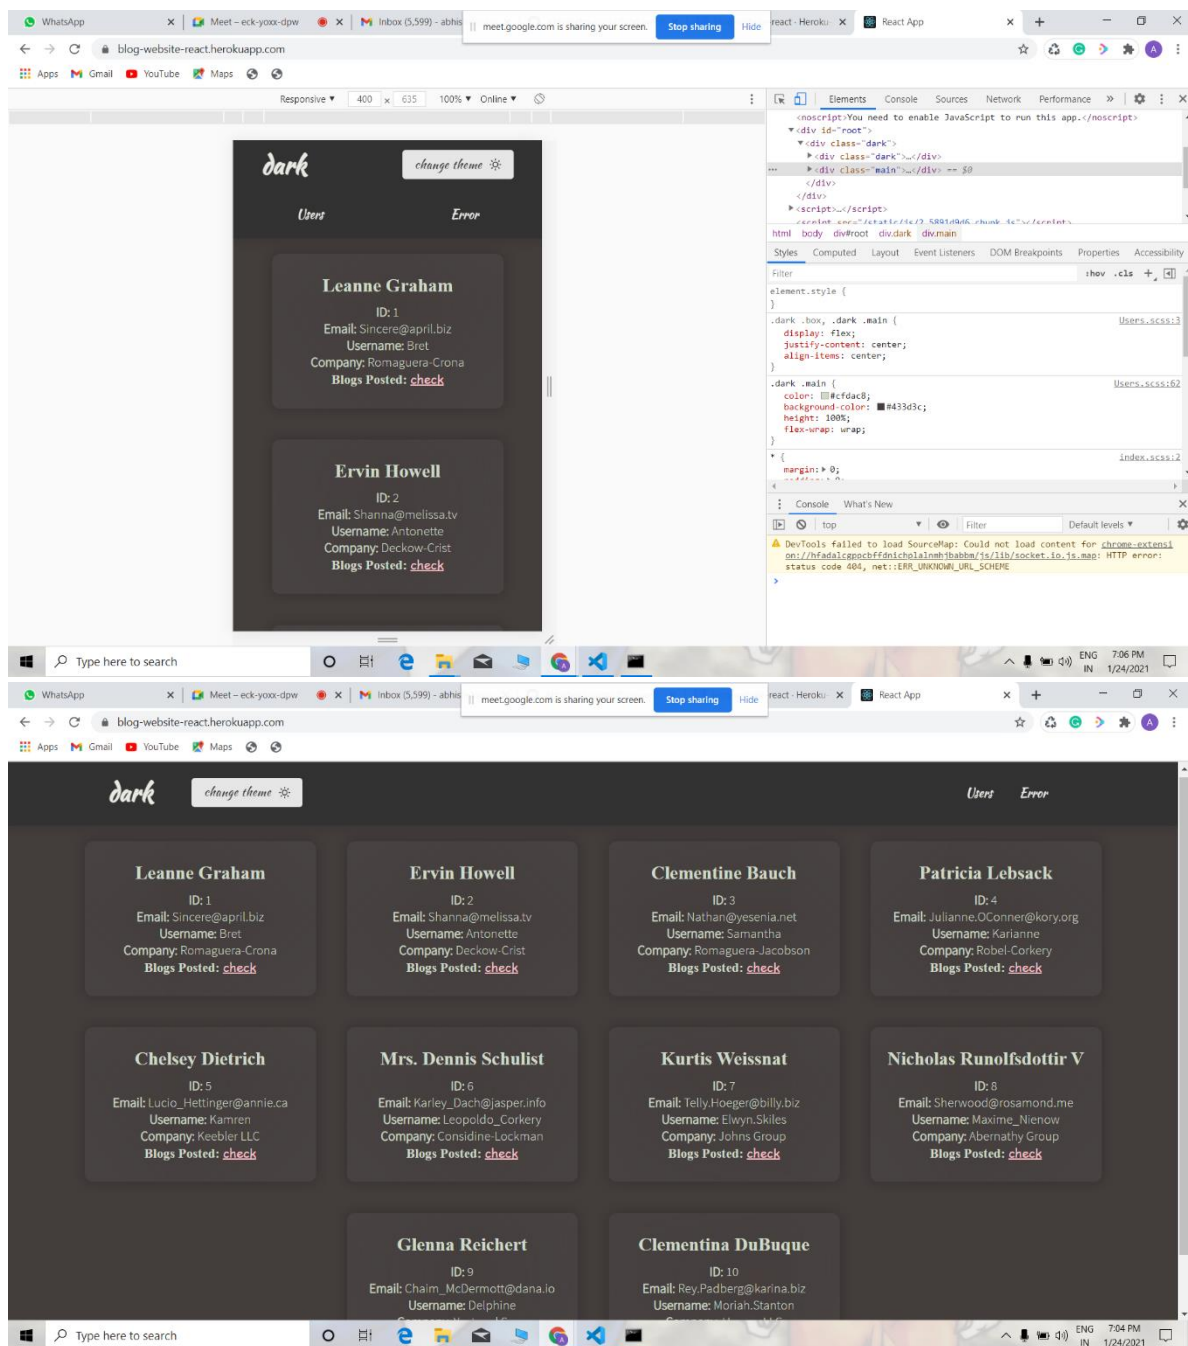 WhatsApp
Meet – eck-yoxx-dpw
Inbox (5,599) - abhis
meet.google.com is sharing your screen.
Stop sharing
Hide
react - Heroku
React App
blog-website-react.herokuapp.com
Apps Gmail YouTube Maps
Responsive 400 x 635 100% Online
Elements Console Sources Network Performance
<noscript>You need to enable JavaScript to run this app.</noscript>
<div id="root">
<div class="dark">
<div class="dark">…</div>
<div class="main">…</div> == $0
</div>
</div>
<script>…</script>
<script src="/static/js/2.5891d9d6.chunk.js"></script>
html body div#root div.dark div.main
Styles Computed Layout Event Listeners DOM Breakpoints Properties Accessibility
Filter :hov .cls +
element.style {
}
.dark .box, .dark .main { Users.scss:3
display: flex;
justify-content: center;
align-items: center;
}
.dark .main { Users.scss:62
color: #cfdac8;
background-color: #433d3c;
height: 100%;
flex-wrap: wrap;
}
* { index.scss:2
margin: 0;
Console What's New
top Filter Default levels
DevTools failed to load SourceMap: Could not load content for chrome-extensi
on://hfadalcgppcbffdnichplalnmhjbabbm/js/lib/socket.io.js.map: HTTP error:
status code 404, net::ERR_UNKNOWN_URL_SCHEME
dark
change theme
Users Error
Leanne Graham
ID: 1
Email: Sincere@april.biz
Username: Bret
Company: Romaguera-Crona
Blogs Posted: check
Ervin Howell
ID: 2
Email: Shanna@melissa.tv
Username: Antonette
Company: Deckow-Crist
Blogs Posted: check
Type here to search
ENG 7:06 PM
IN 1/24/2021
WhatsApp
Meet – eck-yoxx-dpw
Inbox (5,599) - abhis
meet.google.com is sharing your screen.
Stop sharing
Hide
react - Heroku
React App
blog-website-react.herokuapp.com
Apps Gmail YouTube Maps
dark
change theme
Users Error
Leanne Graham
ID: 1
Email: Sincere@april.biz
Username: Bret
Company: Romaguera-Crona
Blogs Posted: check
Ervin Howell
ID: 2
Email: Shanna@melissa.tv
Username: Antonette
Company: Deckow-Crist
Blogs Posted: check
Clementine Bauch
ID: 3
Email: Nathan@yesenia.net
Username: Samantha
Company: Romaguera-Jacobson
Blogs Posted: check
Patricia Lebsack
ID: 4
Email: Julianne.OConner@kory.org
Username: Karianne
Company: Robel-Corkery
Blogs Posted: check
Chelsey Dietrich
ID: 5
Email: Lucio_Hettinger@annie.ca
Username: Kamren
Company: Keebler LLC
Blogs Posted: check
Mrs. Dennis Schulist
ID: 6
Email: Karley_Dach@jasper.info
Username: Leopoldo_Corkery
Company: Considine-Lockman
Blogs Posted: check
Kurtis Weissnat
ID: 7
Email: Telly.Hoeger@billy.biz
Username: Elwyn.Skiles
Company: Johns Group
Blogs Posted: check
Nicholas Runolfsdottir V
ID: 8
Email: Sherwood@rosamond.me
Username: Maxime_Nienow
Company: Abernathy Group
Blogs Posted: check
Glenna Reichert
ID: 9
Email: Chaim_McDermott@dana.io
Username: Delphine
Clementina DuBuque
ID: 10
Email: Rey.Padberg@karina.biz
Username: Moriah.Stanton
Type here to search
ENG 7:04 PM
IN 1/24/2021